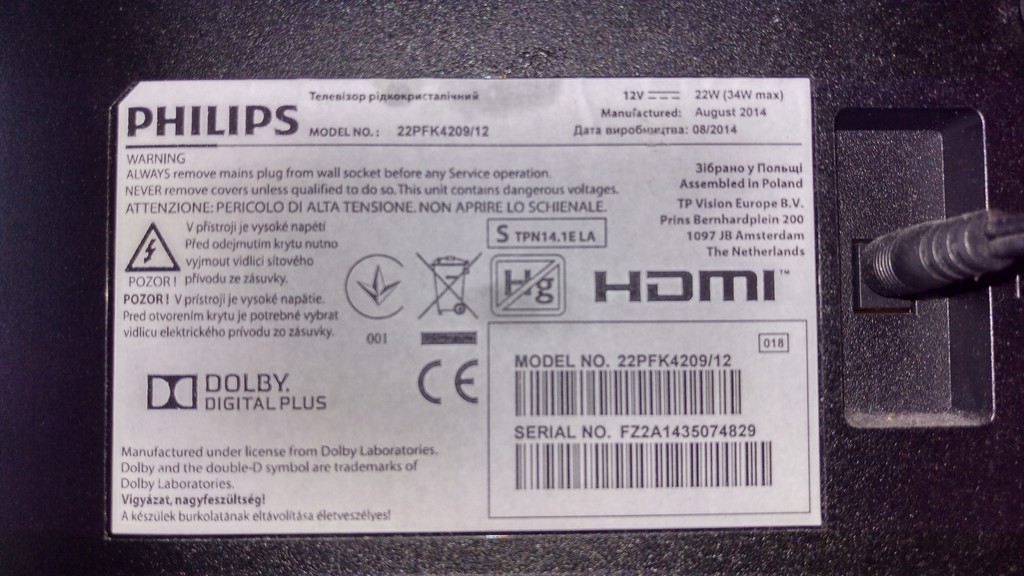 Телевізор рідкокристалічний
PHILIPS
MODEL NO.: 22PFK4209/12
12V 22W (34W max)
Manufactured: August 2014
Дата виробництва: 08/2014
WARNING
ALWAYS remove mains plug from wall socket before any Service operation.
NEVER remove covers unless qualified to do so. This unit contains dangerous voltages.
ATTENZIONE: PERICOLO DI ALTA TENSIONE. NON APRIRE LO SCHIENALE.
Зібрано у Польщі
Assembled in Poland
TP Vision Europe B.V.
Prins Bernhardplein 200
1097 JB Amsterdam
The Netherlands
V přístroji je vysoké napětí
Před odejmutím krytu nutno
vyjmout vidlici síťového
POZOR! přívodu ze zásuvky.
POZOR! V prístroji je vysoké napätie.
Pred otvorením krytu je potrebné vybrat
vidlicu elektrického prívodu zo zásuvky.
S TPN14.1E LA
001
Hg
HDMI™
CE
DOLBY.
DIGITAL PLUS
018
MODEL NO. 22PFK4209/12
SERIAL NO. FZ2A1435074829
Manufactured under license from Dolby Laboratories.
Dolby and the double-D symbol are trademarks of
Dolby Laboratories.
Vigyázat, nagyfeszültség!
A készülek burkolatának eltávolítása életveszélyes!